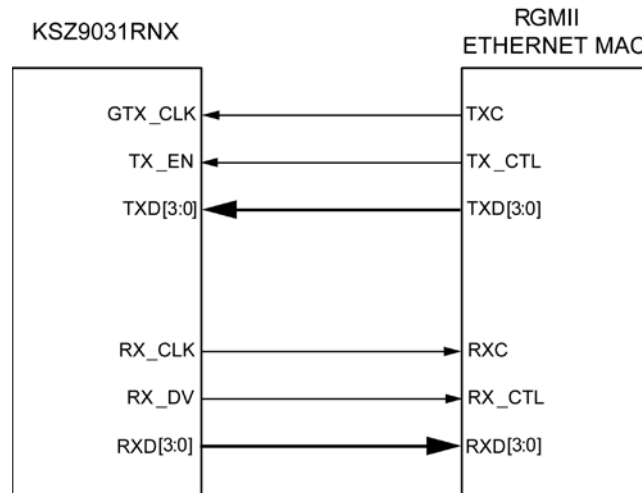 KSZ9031RNX
RGMII
ETHERNET MAC
GTX_CLK TXC
TX_EN TX_CTL
TXD[3:0] TXD[3:0]
RX_CLK RXC
RX_DV RX_CTL
RXD[3:0] RXD[3:0]